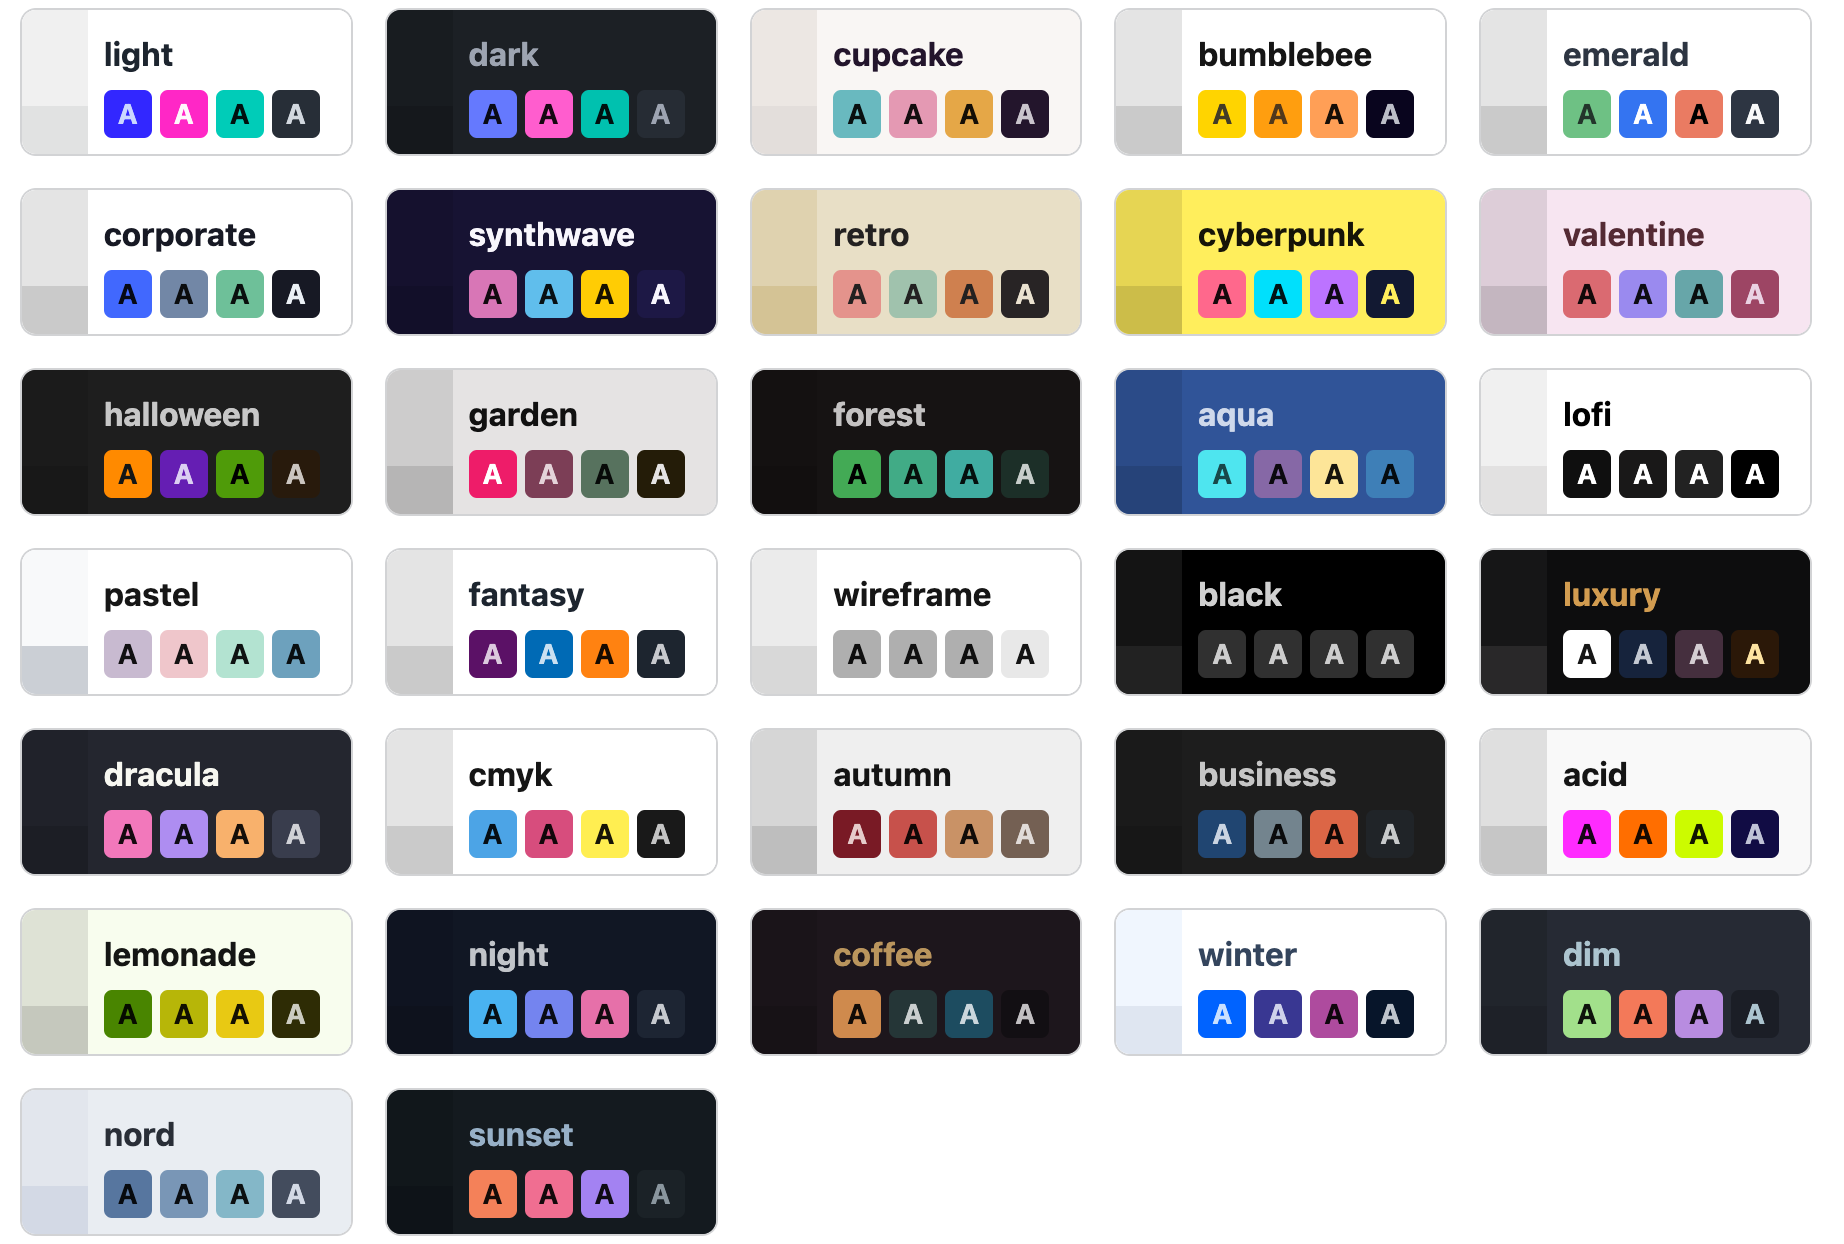 light
A A A A
dark
A A A A
cupcake
A A A A
bumblebee
A A A A
emerald
A A A A
corporate
A A A A
synthwave
A A A A
retro
A A A A
cyberpunk
A A A A
valentine
A A A A
halloween
A A A A
garden
A A A A
forest
A A A A
aqua
A A A A
lofi
A A A A
pastel
A A A A
fantasy
A A A A
wireframe
A A A A
black
A A A A
luxury
A A A A
dracula
A A A A
cmyk
A A A A
autumn
A A A A
business
A A A A
acid
A A A A
lemonade
A A A A
night
A A A A
coffee
A A A A
winter
A A A A
dim
A A A A
nord
A A A A
sunset
A A A A